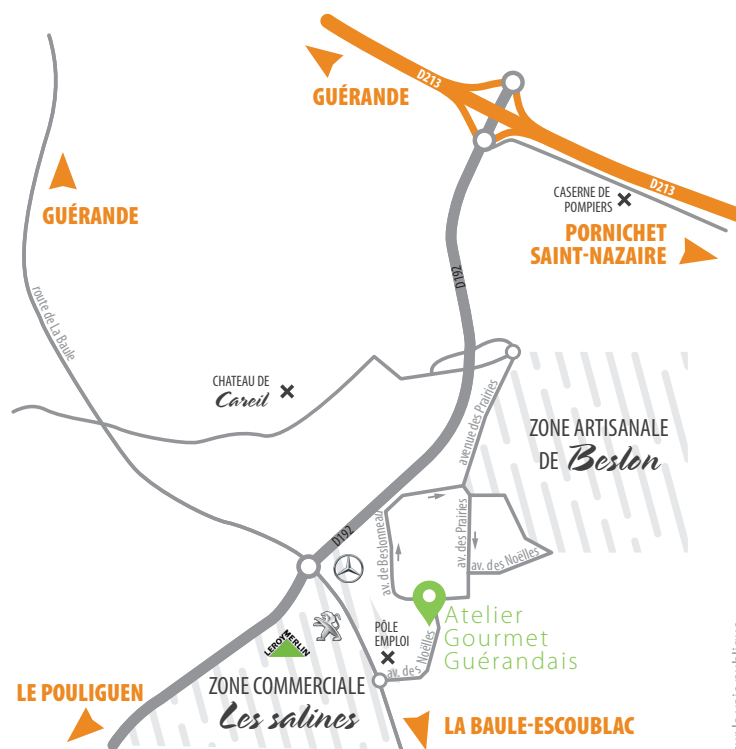 D213
GUÉRANDE
D213
CASERNE DE
POMPIERS
PORNICHET
SAINT-NAZAIRE
GUÉRANDE
D192
route de La Baule
CHATEAU DE
Careil
avenue des Prairies
ZONE ARTISANALE
DE Beslon
D192
av. de Beslonneau
av. des Prairies
av. des Noëlles
Atelier
Gourmet
Guérandais
PÔLE
EMPLOI
LEROY MERLIN
av. des Noëlles
ZONE COMMERCIALE
Les salines
LE POULIGUEN
LA BAULE-ESCOUBLAC
publique